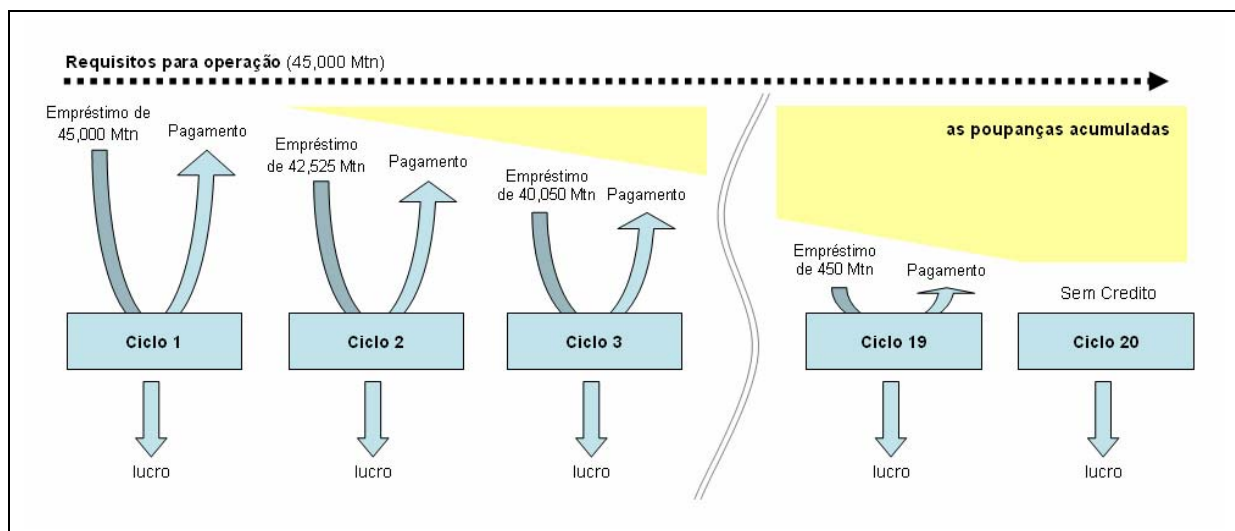 Requisitos para operação (45,000 Mtn)
Empréstimo de
45,000 Mtn
Pagamento
Empréstimo
de 42,525 Mtn
Pagamento
Empréstimo
de 40,050 Mtn
Pagamento
as poupanças acumuladas
Empréstimo
de 450 Mtn
Pagamento
Sem Credito
Ciclo 1
Ciclo 2
Ciclo 3
Ciclo 19
Ciclo 20
lucro
lucro
lucro
lucro
lucro